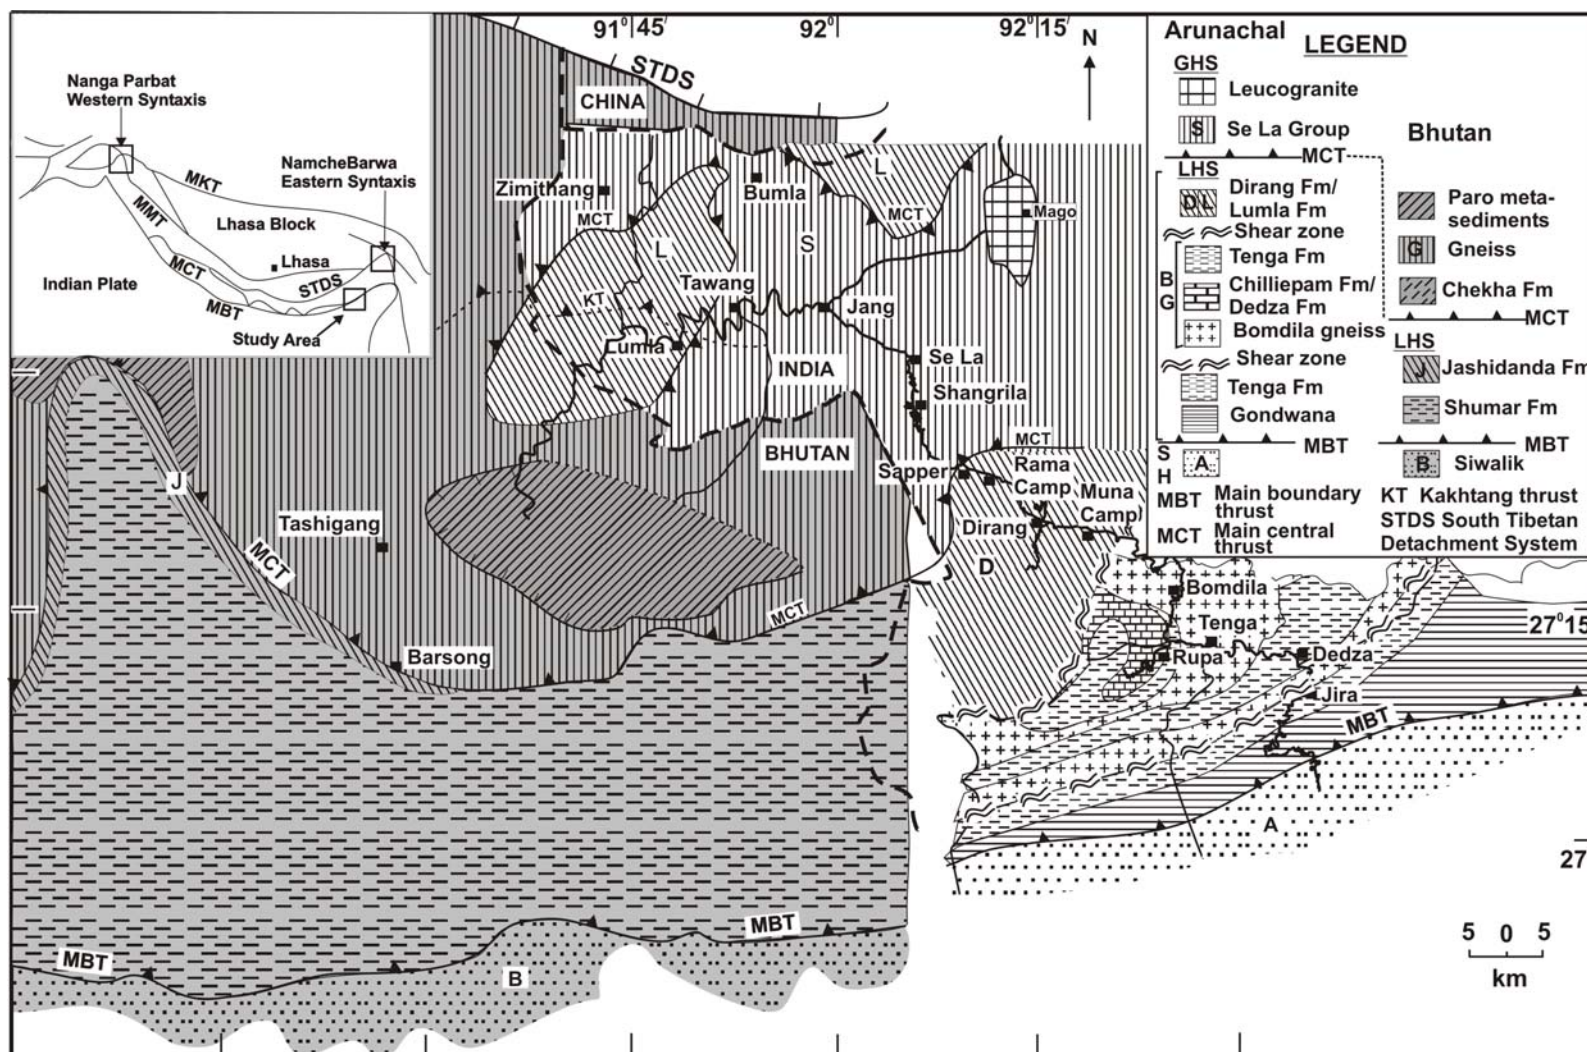 91⁰45′
92⁰
92⁰15′
N
STDS
CHINA
Nanga Parbat
Western Syntaxis
NamcheBarwa
Eastern Syntaxis
MKT
Lhasa Block
MMT
Lhasa
MCT
STDS
Indian Plate
MBT
Study Area
Zimithang
Bumla
L
MCT
MCT
Mago
L
S
KT
Tawang
Jang
Lumla
INDIA
Se La
Shangrila
BHUTAN
MCT
Sapper
Rama
Camp
Muna
Camp
J
Tashigang
Dirang
D
MCT
MCT
Bomdila
Tenga
27⁰15
Barsong
Rupa
Dedza
Jira
MBT
A
27
MBT
MBT
B
5 0 5
km
Arunachal
LEGEND
GHS
Leucogranite
S
Se La Group
MCT
LHS
DL
Dirang Fm/
Lumla Fm
Shear zone
BG
Tenga Fm
Chilliepam Fm/
Dedza Fm
Bomdila gneiss
Shear zone
Tenga Fm
Gondwana
MBT
SH
A
MBT Main boundary
thrust
MCT Main central
thrust
Bhutan
Paro meta-
sediments
G
Gneiss
Chekha Fm
MCT
LHS
J
Jashidanda Fm
Shumar Fm
MBT
B
Siwalik
KT Kakhtang thrust
STDS South Tibetan
Detachment System